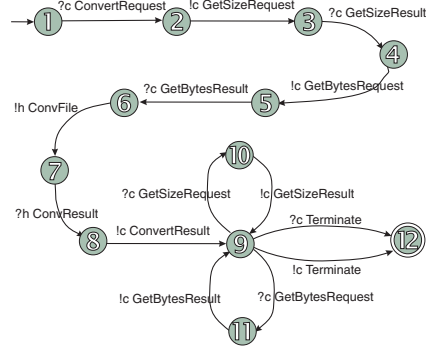 ?c ConvertRequest
!c GetSizeRequest
?c GetSizeResult
1
2
3
4
!c GetBytesRequest
?c GetBytesResult
5
6
!h ConvFile
7
?h ConvResult
8
!c ConvertResult
9
10
?c GetSizeRequest
!c GetSizeResult
?c Terminate
12
!c Terminate
!c GetBytesResult
?c GetBytesRequest
11